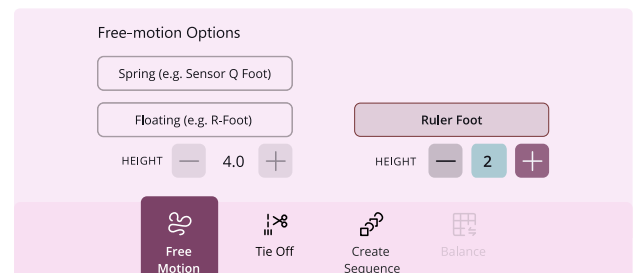 Free-motion Options
Spring (e.g. Sensor Q Foot)
Floating (e.g. R-Foot)
Ruler Foot
HEIGHT — 4.0 +
HEIGHT — 2 +
Free Motion
Tie Off
Create Sequence
Balance